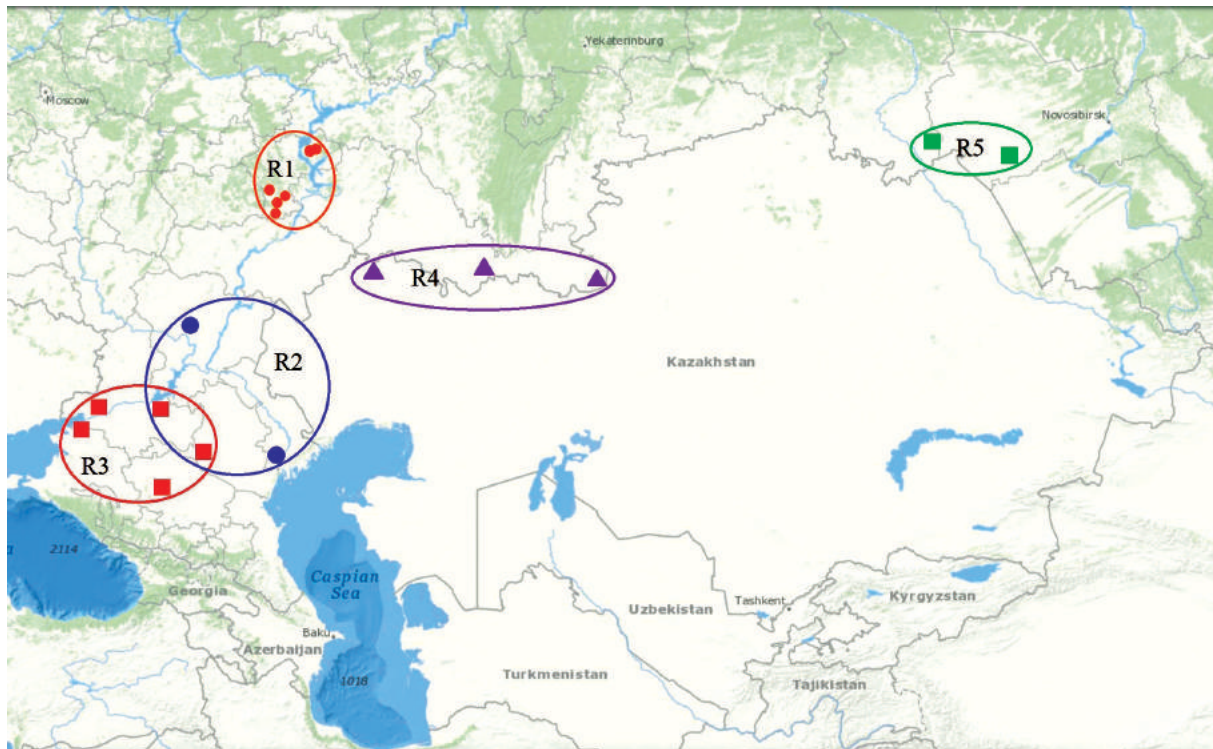 Yekaterinburg
Moscow
Novosibirsk
R1
R5
R4
R2
Kazakhstan
R3
2114
Caspian
Sea
Georgia
Tashkent
Kyrgyzstan
Uzbekistan
Baku
Azerbaijan
Turkmenistan
1018
Tajikistan